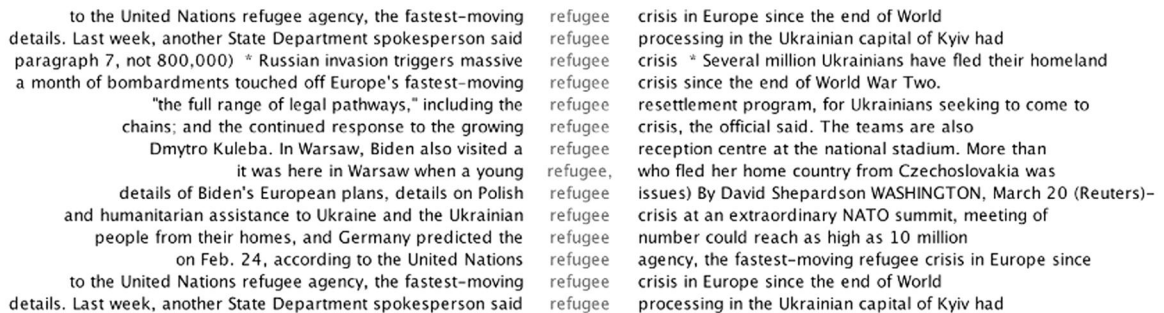 to the United Nations refugee agency, the fastest-moving refugee crisis in Europe since the end of World
details. Last week, another State Department spokesperson said refugee processing in the Ukrainian capital of Kyiv had
paragraph 7, not 800,000) * Russian invasion triggers massive refugee crisis * Several million Ukrainians have fled their homeland
a month of bombardments touched off Europe's fastest-moving refugee crisis since the end of World War Two.
"the full range of legal pathways," including the refugee resettlement program, for Ukrainians seeking to come to
chains; and the continued response to the growing refugee crisis, the official said. The teams are also
Dmytro Kuleba. In Warsaw, Biden also visited a refugee reception centre at the national stadium. More than
it was here in Warsaw when a young refugee, who fled her home country from Czechoslovakia was
details of Biden's European plans, details on Polish refugee issues) By David Shepardson WASHINGTON, March 20 (Reuters)-
and humanitarian assistance to Ukraine and the Ukrainian refugee crisis at an extraordinary NATO summit, meeting of
people from their homes, and Germany predicted the refugee number could reach as high as 10 million
on Feb. 24, according to the United Nations refugee agency, the fastest-moving refugee crisis in Europe since
to the United Nations refugee agency, the fastest-moving refugee crisis in Europe since the end of World
details. Last week, another State Department spokesperson said refugee processing in the Ukrainian capital of Kyiv had